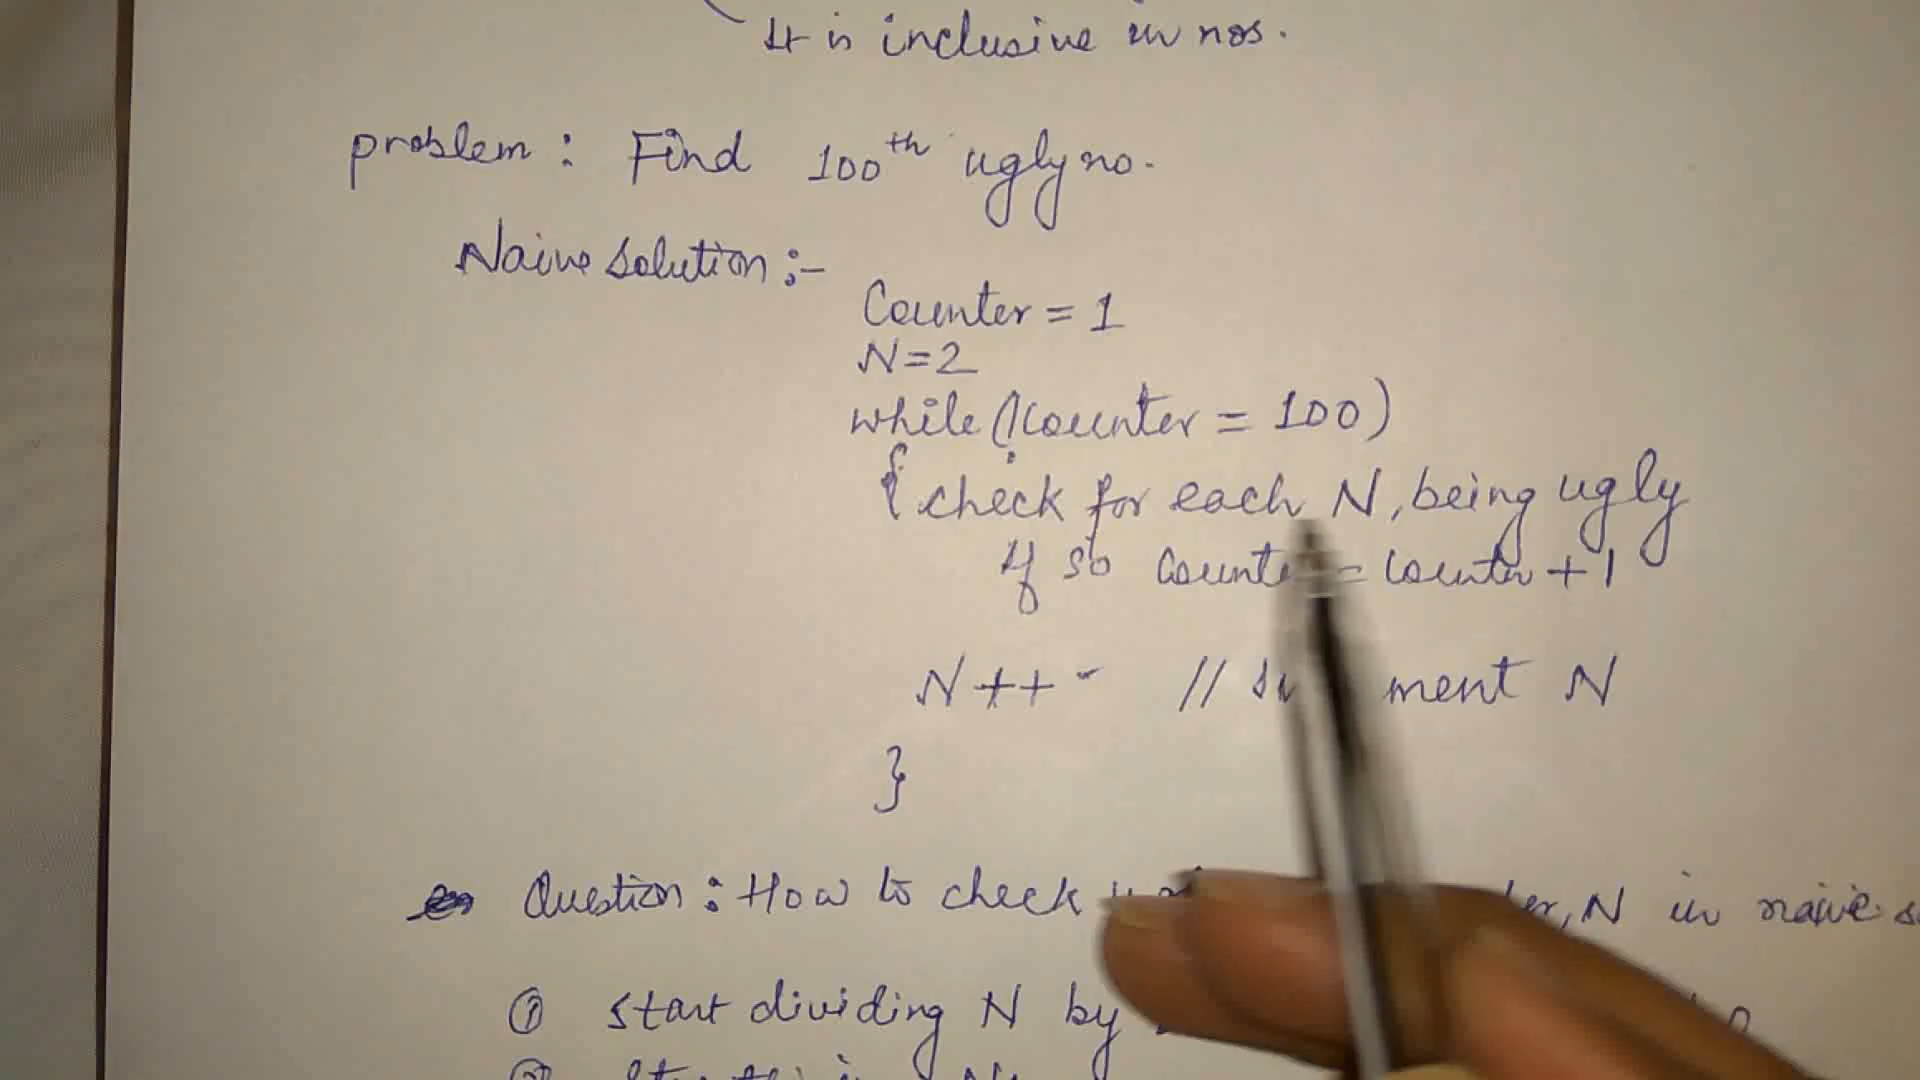 It is inclusive in nos.
problem: Find 100th ugly no.
Naive solution :-
Counter = 1
N=2
while (!counter = 100)
{ check for each N, being ugly
If so counter = counter + 1
N++ // ment N
}
Question: How to check N in naive
① start dividing N by
②